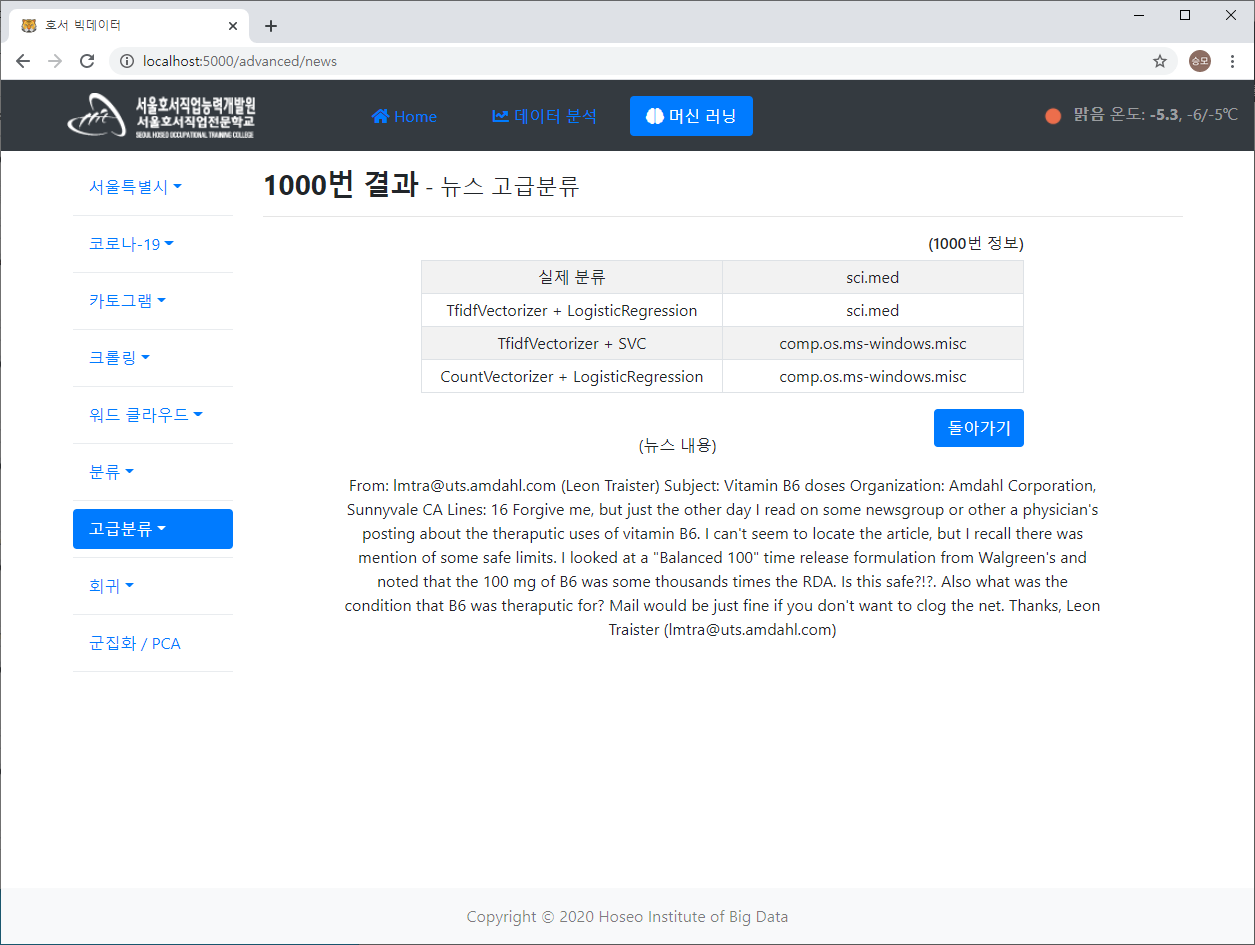 호서 빅데이터
localhost:5000/advanced/news
승모
서울호서직업능력개발원
서울호서직업전문학교
SEOUL HOSEO OCCUPATIONAL TRAINING COLLEGE
Home
데이터 분석
머신 러닝
맑음 온도: -5.3, -6/-5℃
서울특별시
코로나-19
카토그램
크롤링
워드 클라우드
분류
고급분류
회귀
군집화 / PCA
1000번 결과 - 뉴스 고급분류
(1000번 정보)
실제 분류 sci.med
TfidfVectorizer + LogisticRegression sci.med
TfidfVectorizer + SVC comp.os.ms-windows.misc
CountVectorizer + LogisticRegression comp.os.ms-windows.misc
돌아가기
(뉴스 내용)
From: lmtra@uts.amdahl.com (Leon Traister) Subject: Vitamin B6 doses Organization: Amdahl Corporation,
Sunnyvale CA Lines: 16 Forgive me, but just the other day I read on some newsgroup or other a physician's
posting about the theraputic uses of vitamin B6. I can't seem to locate the article, but I recall there was
mention of some safe limits. I looked at a "Balanced 100" time release formulation from Walgreen's and
noted that the 100 mg of B6 was some thousands times the RDA. Is this safe?!?. Also what was the
condition that B6 was theraputic for? Mail would be just fine if you don't want to clog the net. Thanks, Leon
Traister (lmtra@uts.amdahl.com)
Copyright © 2020 Hoseo Institute of Big Data